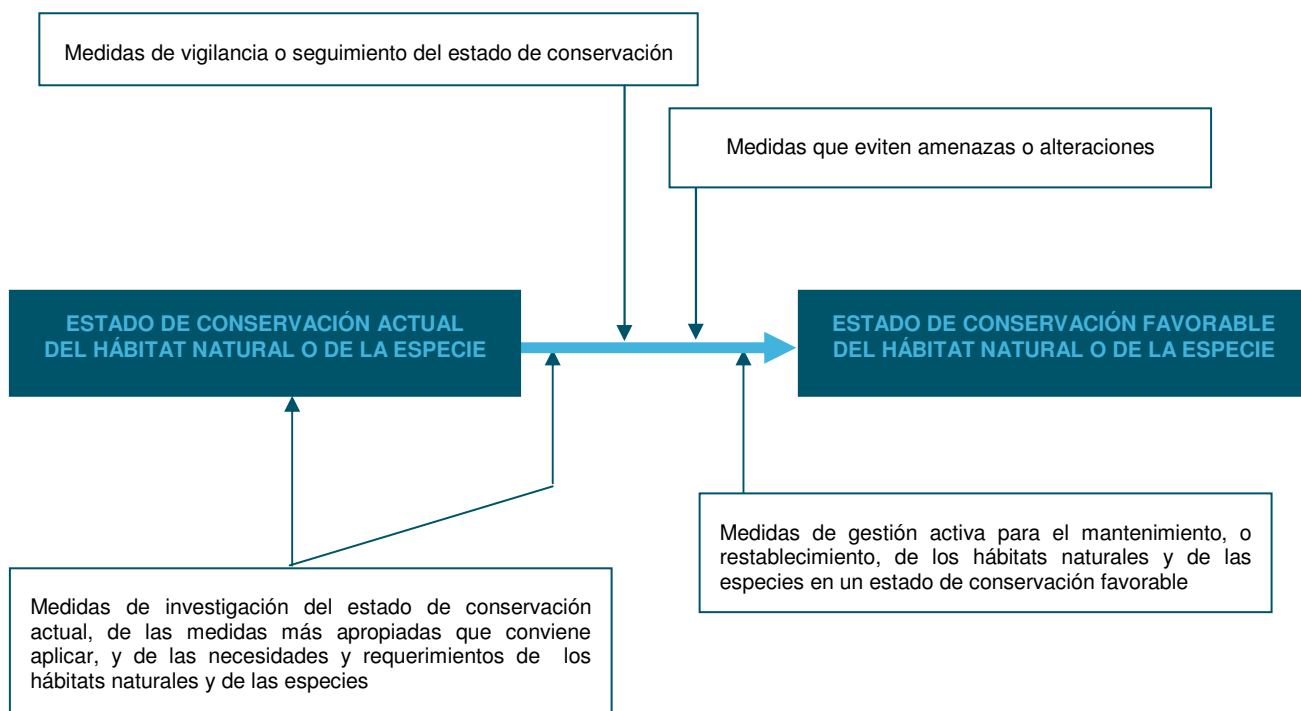 Medidas de vigilancia o seguimiento del estado de conservación
Medidas que eviten amenazas o alteraciones
ESTADO DE CONSERVACIÓN ACTUAL
DEL HÁBITAT NATURAL O DE LA ESPECIE
ESTADO DE CONSERVACIÓN FAVORABLE
DEL HÁBITAT NATURAL O DE LA ESPECIE
Medidas de gestión activa para el mantenimiento, o
restablecimiento, de los hábitats naturales y de las
especies en un estado de conservación favorable
Medidas de investigación del estado de conservación
actual, de las medidas más apropiadas que conviene
aplicar, y de las necesidades y requerimientos de los
hábitats naturales y de las especies